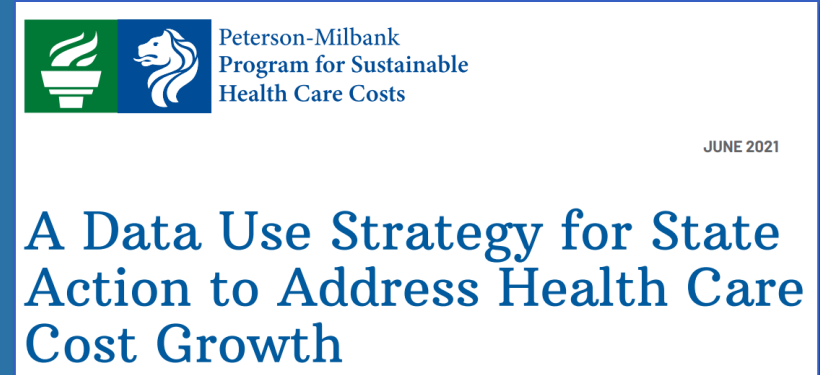 Peterson-Milbank
Program for Sustainable
Health Care Costs
JUNE 2021
A Data Use Strategy for State
Action to Address Health Care
Cost Growth